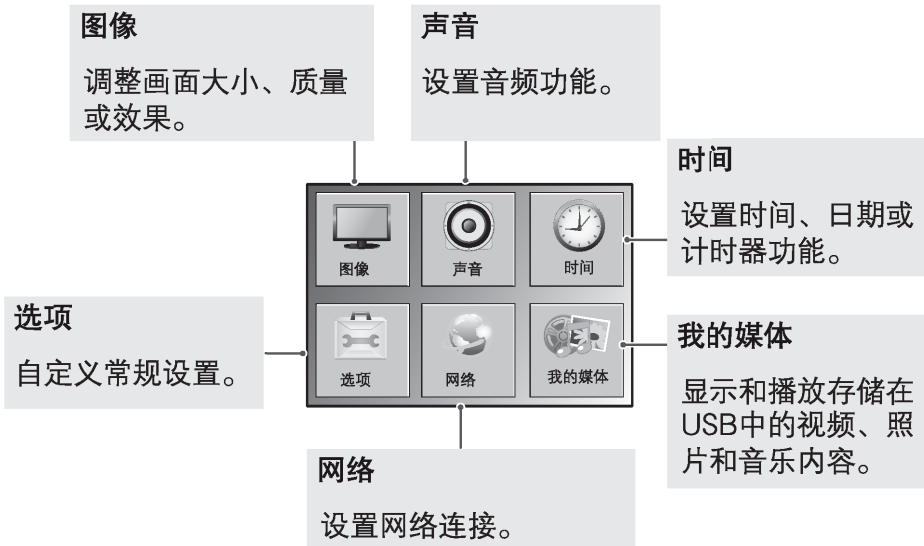 图像
调整画面大小、质量
或效果。
声音
设置音频功能。
时间
设置时间、日期或
计时器功能。
图像
声音
时间
选项
自定义常规设置。
选项
网络
我的媒体
我的媒体
显示和播放存储在
USB中的视频、照
片和音乐内容。
网络
设置网络连接。